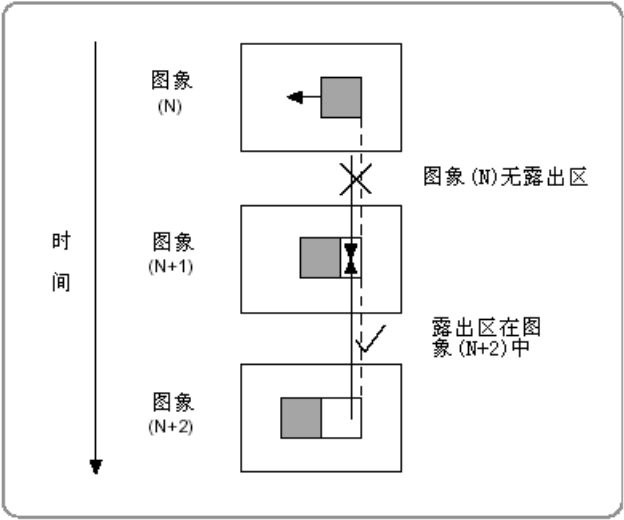 图象
(N)
图象(N)无露出区
时
间
图象
(N+1)
露出区在图
象(N+2)中
图象
(N+2)